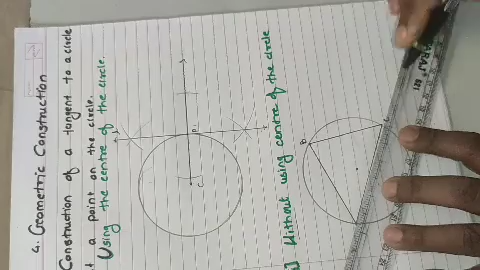 4. Geometric Construction
Construction of a tangent to a circle
t a point on the circle.
Using the centre of the circle.
l
P
C
] Without using centre of the circle
B
C